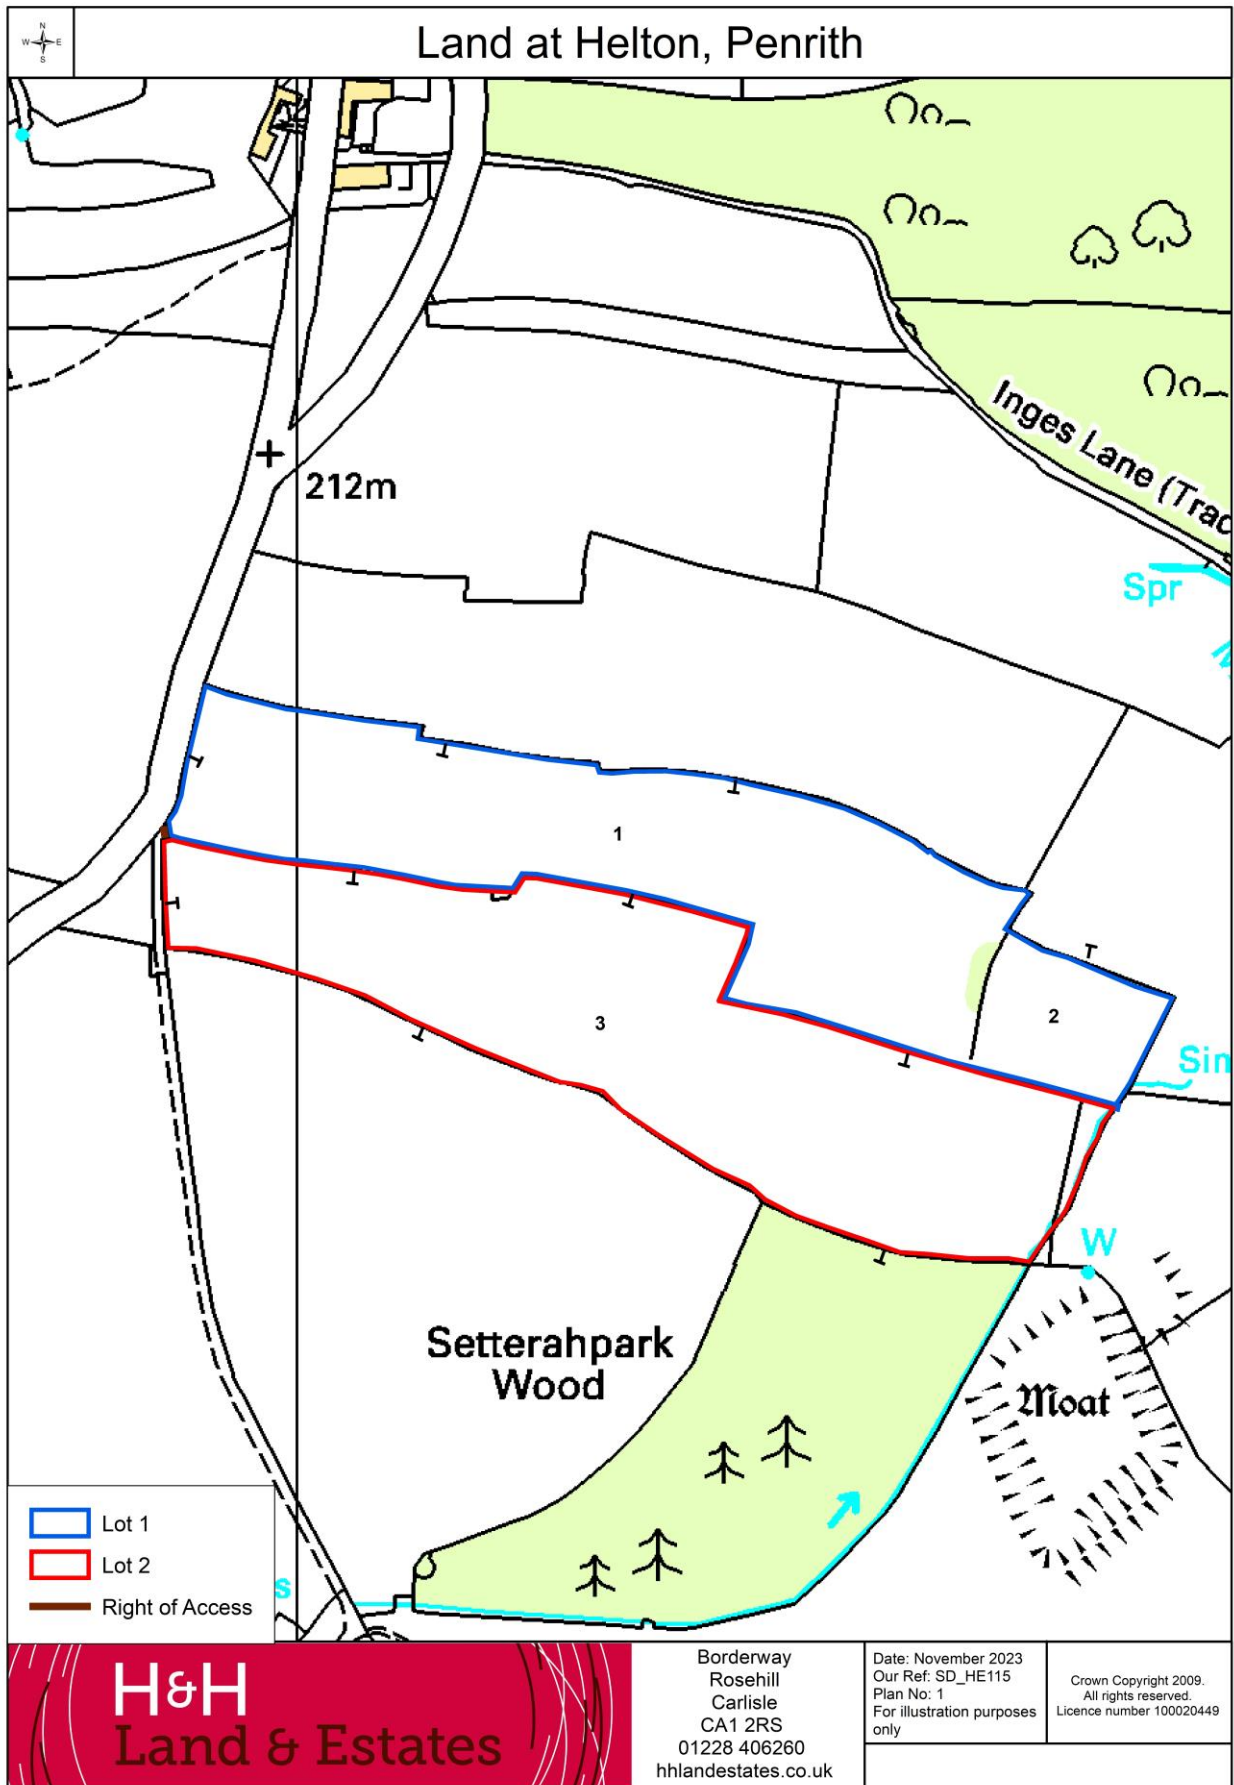 N
W E
S
Land at Helton, Penrith
Inges Lane (Trac
212m
Spr
1
2
3
Sin
W
Setterahpark
Wood
Moat
Lot 1
Lot 2
Right of Access
s
H&H
Land & Estates
Borderway
Rosehill
Carlisle
CA1 2RS
01228 406260
hhlandestates.co.uk
Date: November 2023
Our Ref: SD_HE115
Plan No: 1
For illustration purposes
only
Crown Copyright 2009.
All rights reserved.
Licence number 100020449